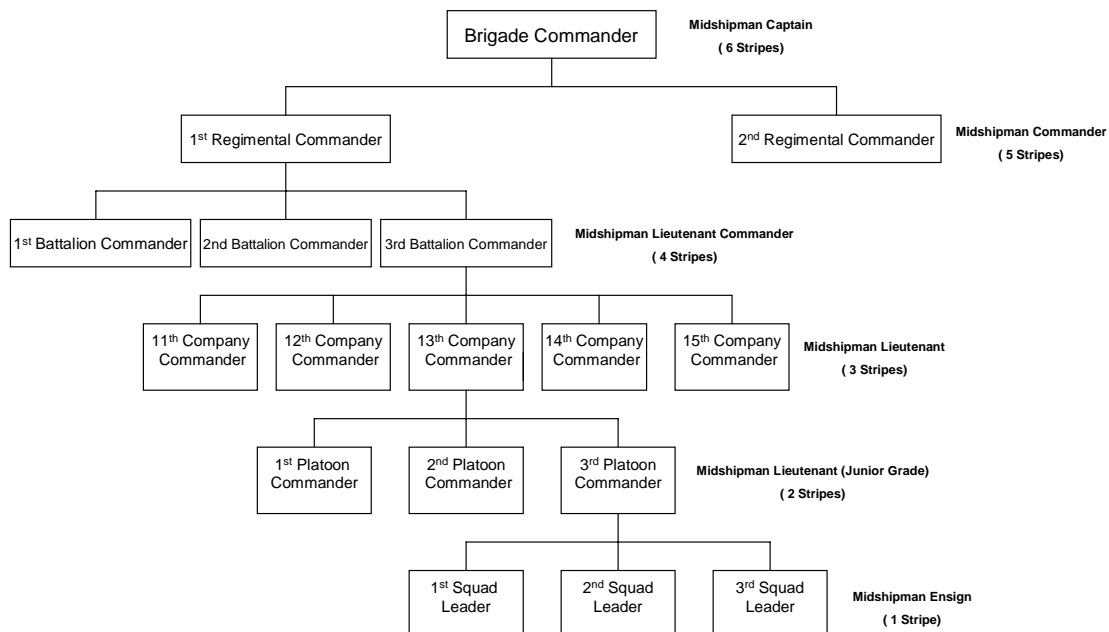 Brigade Commander
Midshipman Captain
( 6 Stripes)
1st Regimental Commander
2nd Regimental Commander
Midshipman Commander
( 5 Stripes)
1st Battalion Commander
2nd Battalion Commander
3rd Battalion Commander
Midshipman Lieutenant Commander
( 4 Stripes)
11th Company
Commander
12th Company
Commander
13th Company
Commander
14th Company
Commander
15th Company
Commander
Midshipman Lieutenant
( 3 Stripes)
1st Platoon
Commander
2nd Platoon
Commander
3rd Platoon
Commander
Midshipman Lieutenant (Junior Grade)
( 2 Stripes)
1st Squad
Leader
2nd Squad
Leader
3rd Squad
Leader
Midshipman Ensign
( 1 Stripe)